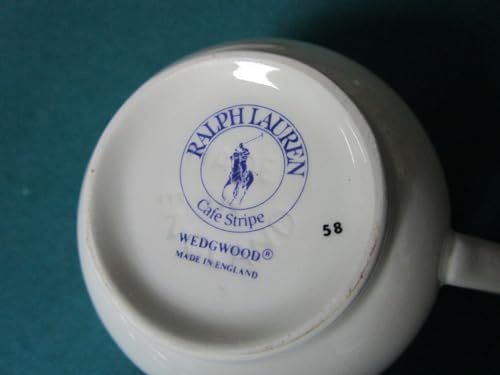 RALPH LAUREN
Cafe Stripe
WEDGWOOD®
MADE IN ENGLAND
58